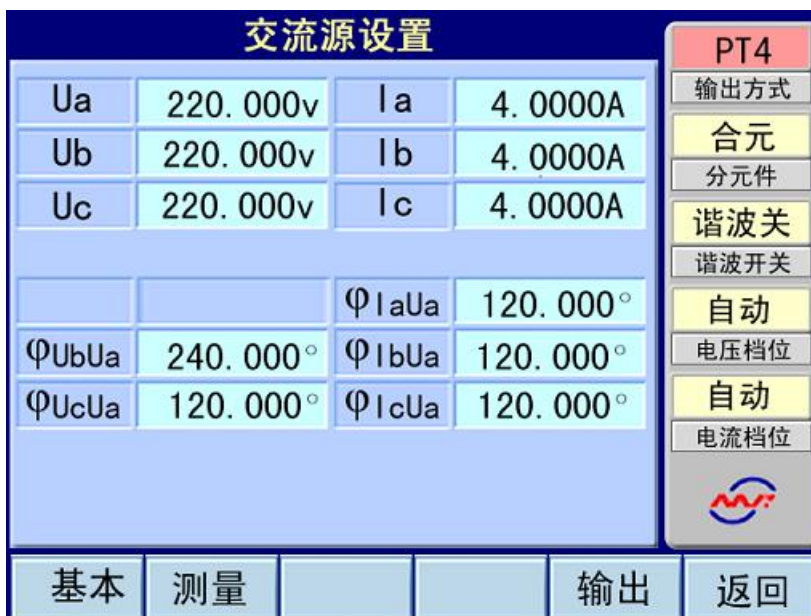 交流源设置
PT4
输出方式
Ua 220.000v Ia 4.0000A
Ub 220.000v Ib 4.0000A
Uc 220.000v Ic 4.0000A
合元
分元件
谐波关
谐波开关
φIaUa 120.000°
φUbUa 240.000° φIbUa 120.000°
φUcUa 120.000° φIcUa 120.000°
自动
电压档位
自动
电流档位
基本 测量 输出 返回